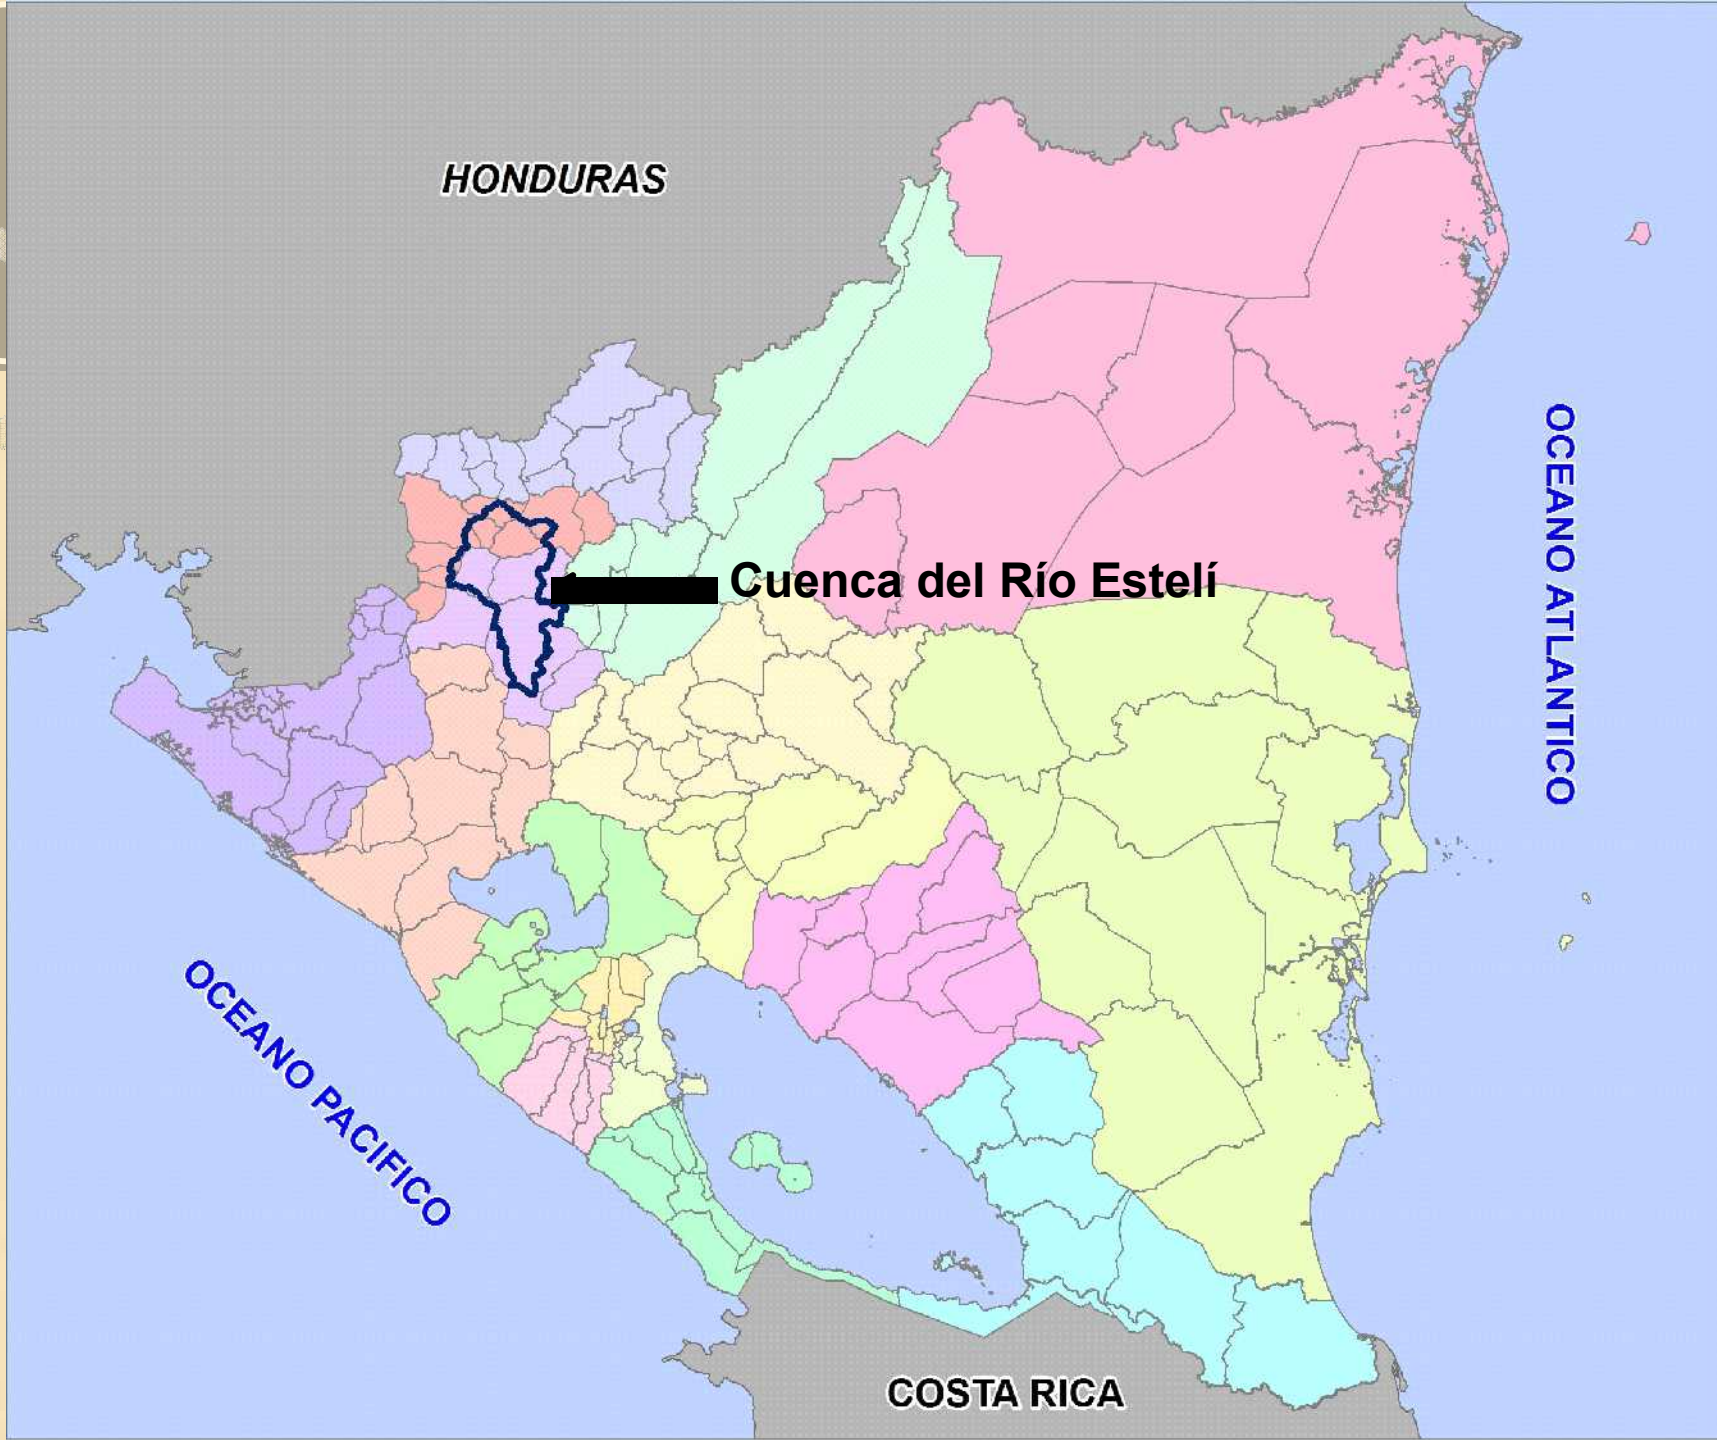 HONDURAS
OCEANO ATLANTICO
Cuenca del Río Estelí
OCEANO PACIFICO
COSTA RICA